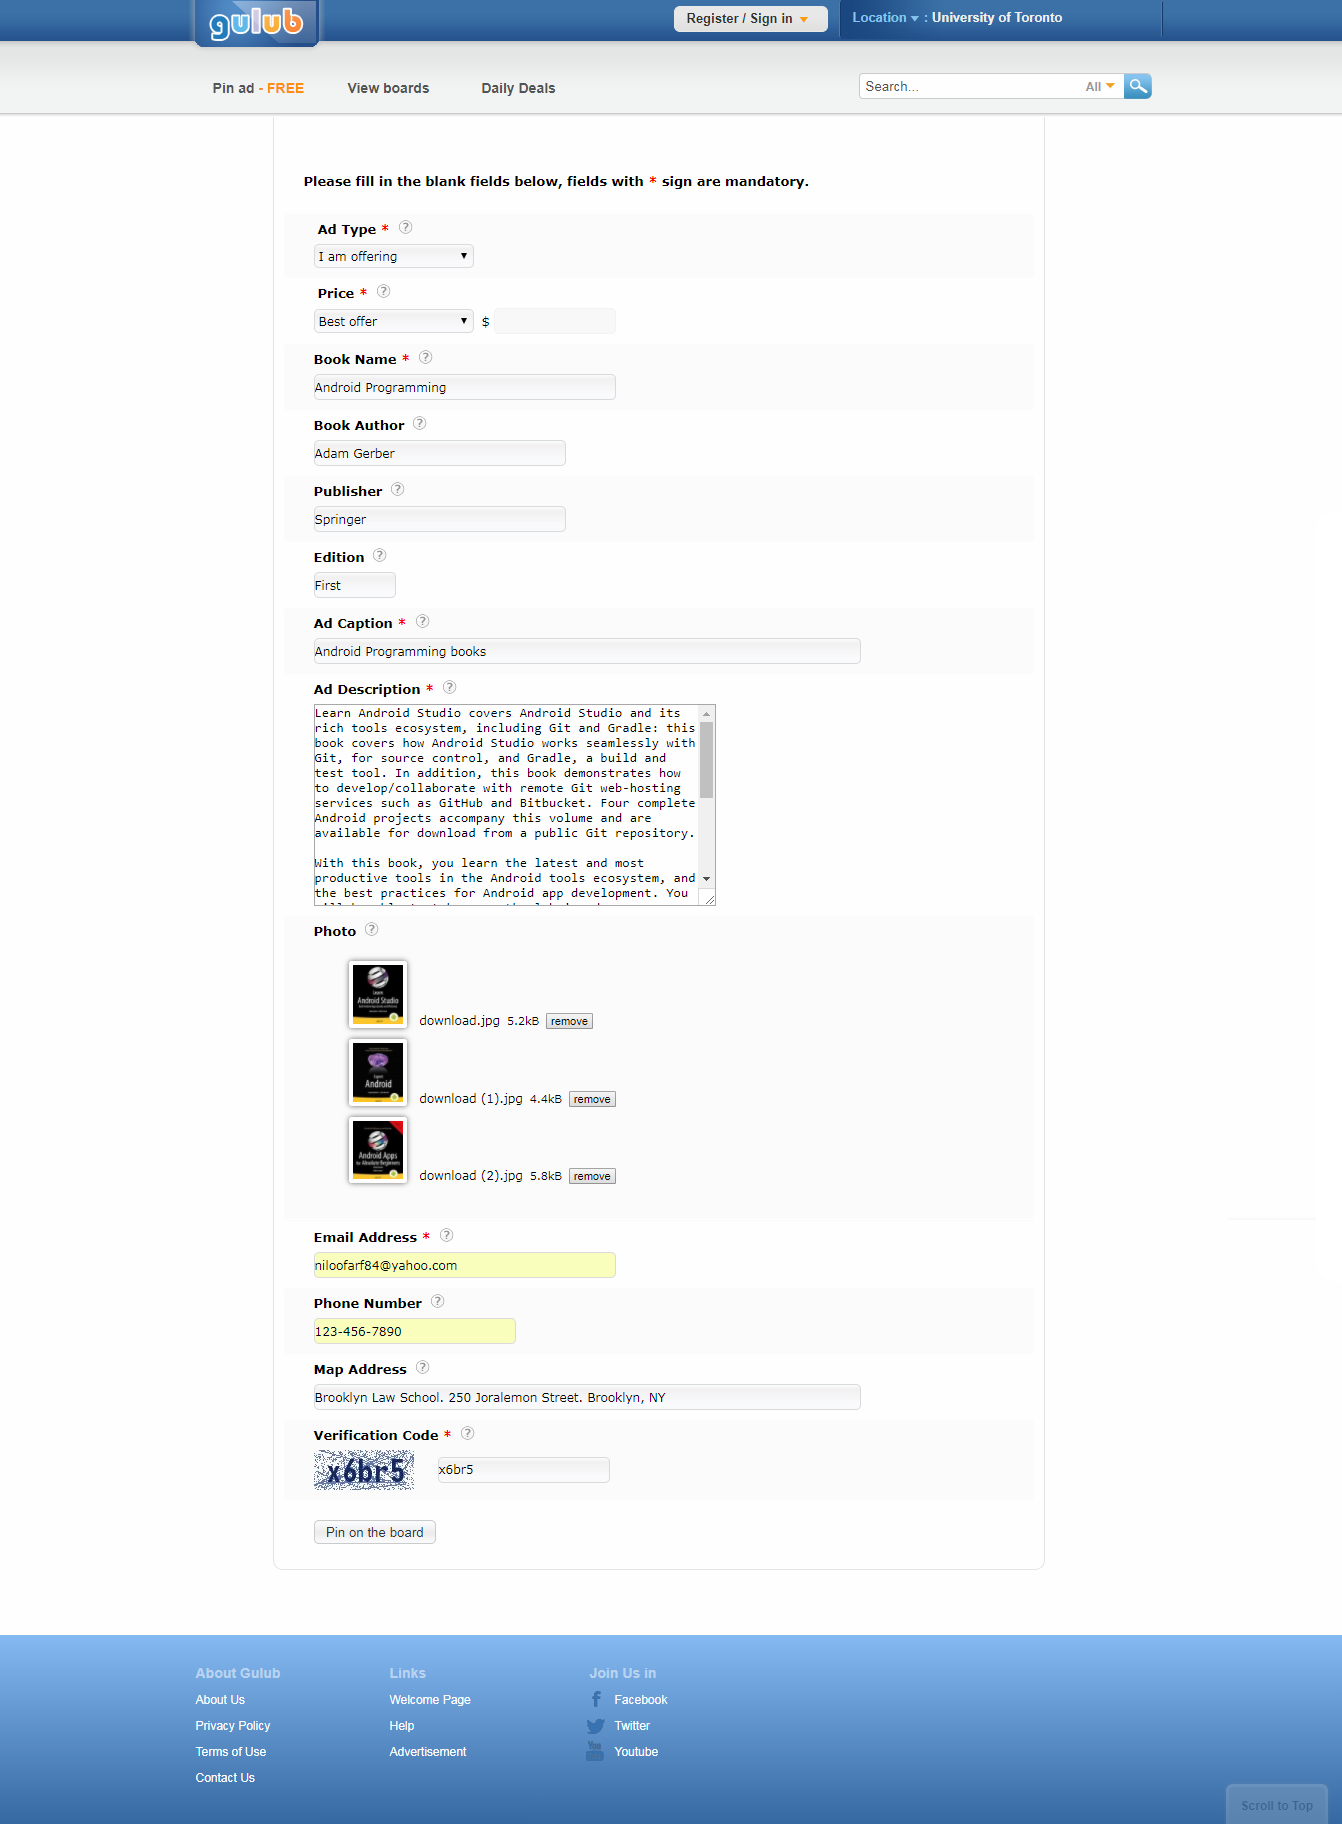 gulub
Register / Sign in
Location : University of Toronto
Pin ad - FREE
View boards
Daily Deals
Search...
All
Please fill in the blank fields below, fields with * sign are mandatory.
Ad Type * ?
I am offering
Price * ?
Best offer
$
Book Name * ?
Android Programming
Book Author ?
Adam Gerber
Publisher ?
Springer
Edition ?
First
Ad Caption * ?
Android Programming books
Ad Description * ?
Learn Android Studio covers Android Studio and its
rich tools ecosystem, including Git and Gradle: this
book covers how Android Studio works seamlessly with
Git, for source control, and Gradle, a build and
test tool. In addition, this book demonstrates how
to develop/collaborate with remote Git web-hosting
services such as GitHub and Bitbucket. Four complete
Android projects accompany this volume and are
available for download from a public Git repository.
With this book, you learn the latest and most
productive tools in the Android tools ecosystem, and
the best practices for Android app development. You
Photo ?
Learn
Android Studio
download.jpg 5.2kB remove
Expert
Android
download (1).jpg 4.4kB remove
Android Apps
for Absolute Beginners
download (2).jpg 5.8kB remove
Email Address * ?
niloofarf84@yahoo.com
Phone Number ?
123-456-7890
Map Address ?
Brooklyn Law School. 250 Joralemon Street. Brooklyn, NY
Verification Code * ?
x6br5
x6br5
Pin on the board
About Gulub
About Us
Privacy Policy
Terms of Use
Contact Us
Links
Welcome Page
Help
Advertisement
Join Us in
Facebook
Twitter
You
Youtube
Scroll to Top